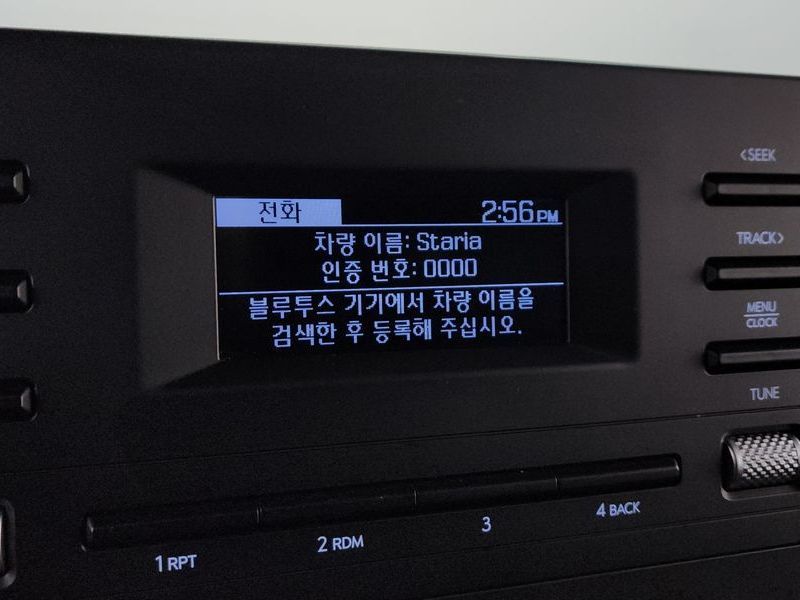 전화 2:56 PM
차량 이름: Staria
인증 번호: 0000
블루투스 기기에서 차량 이름을
검색한 후 등록해 주십시오.
<SEEK
TRACK>
MENU
CLOCK
TUNE
1 RPT
2 RDM
3
4 BACK